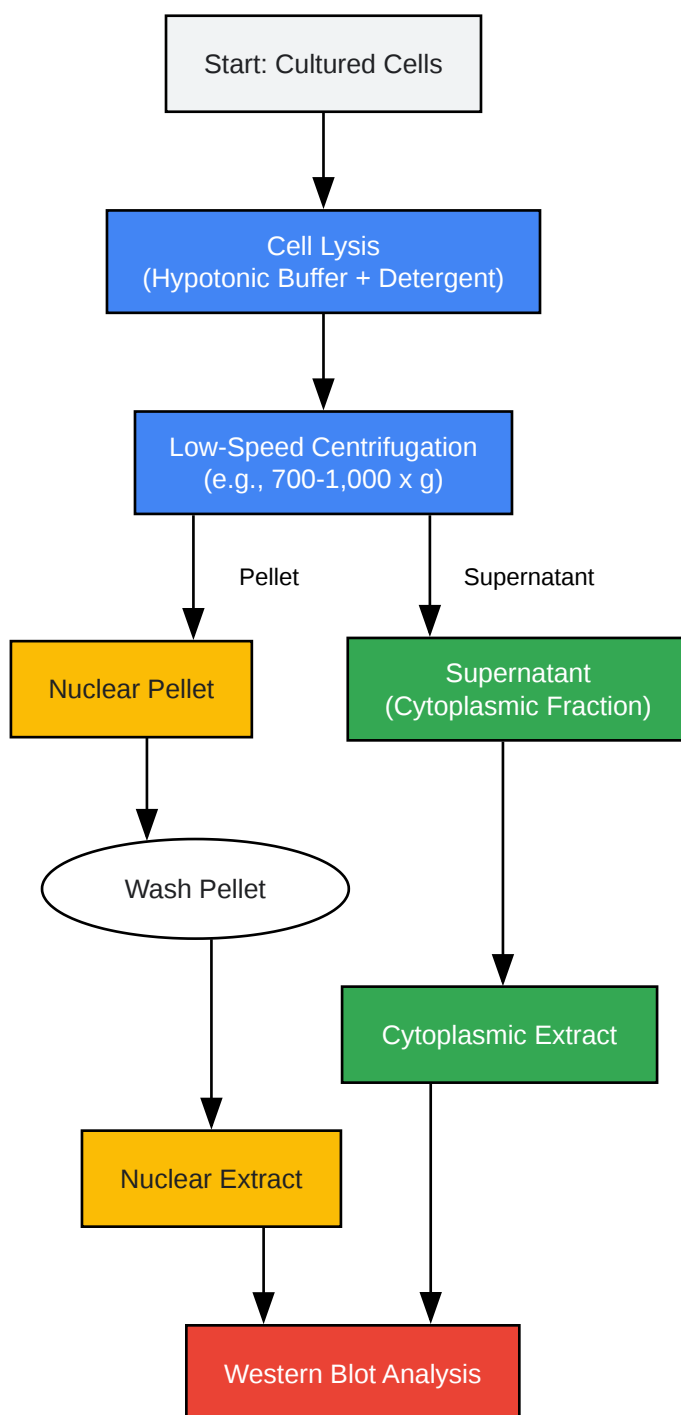 Start: Cultured Cells
Cell Lysis
(Hypotonic Buffer + Detergent)
Low-Speed Centrifugation
(e.g., 700-1,000 x g)
Pellet
Supernatant
Nuclear Pellet
Supernatant
(Cytoplasmic Fraction)
Wash Pellet
Cytoplasmic Extract
Nuclear Extract
Western Blot Analysis